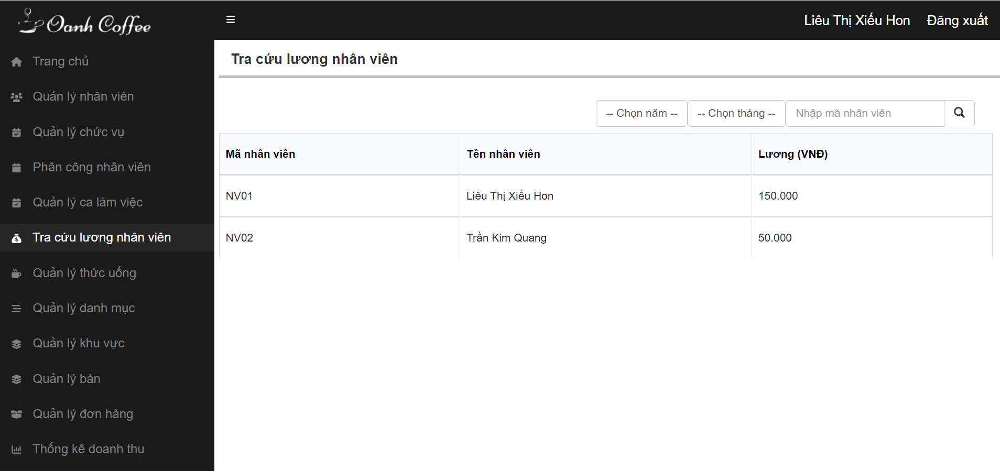 Oanh Coffee
Liêu Thị Xiếu Hon Đăng xuất
Trang chủ
Quản lý nhân viên
Quản lý chức vụ
Phân công nhân viên
Quản lý ca làm việc
Tra cứu lương nhân viên
Quản lý thức uống
Quản lý danh mục
Quản lý khu vực
Quản lý bàn
Quản lý đơn hàng
Thống kê doanh thu
Tra cứu lương nhân viên
-- Chọn năm -- -- Chọn tháng -- Nhập mã nhân viên
Mã nhân viên Tên nhân viên Lương (VNĐ)
NV01 Liêu Thị Xiếu Hon 150.000
NV02 Trần Kim Quang 50.000